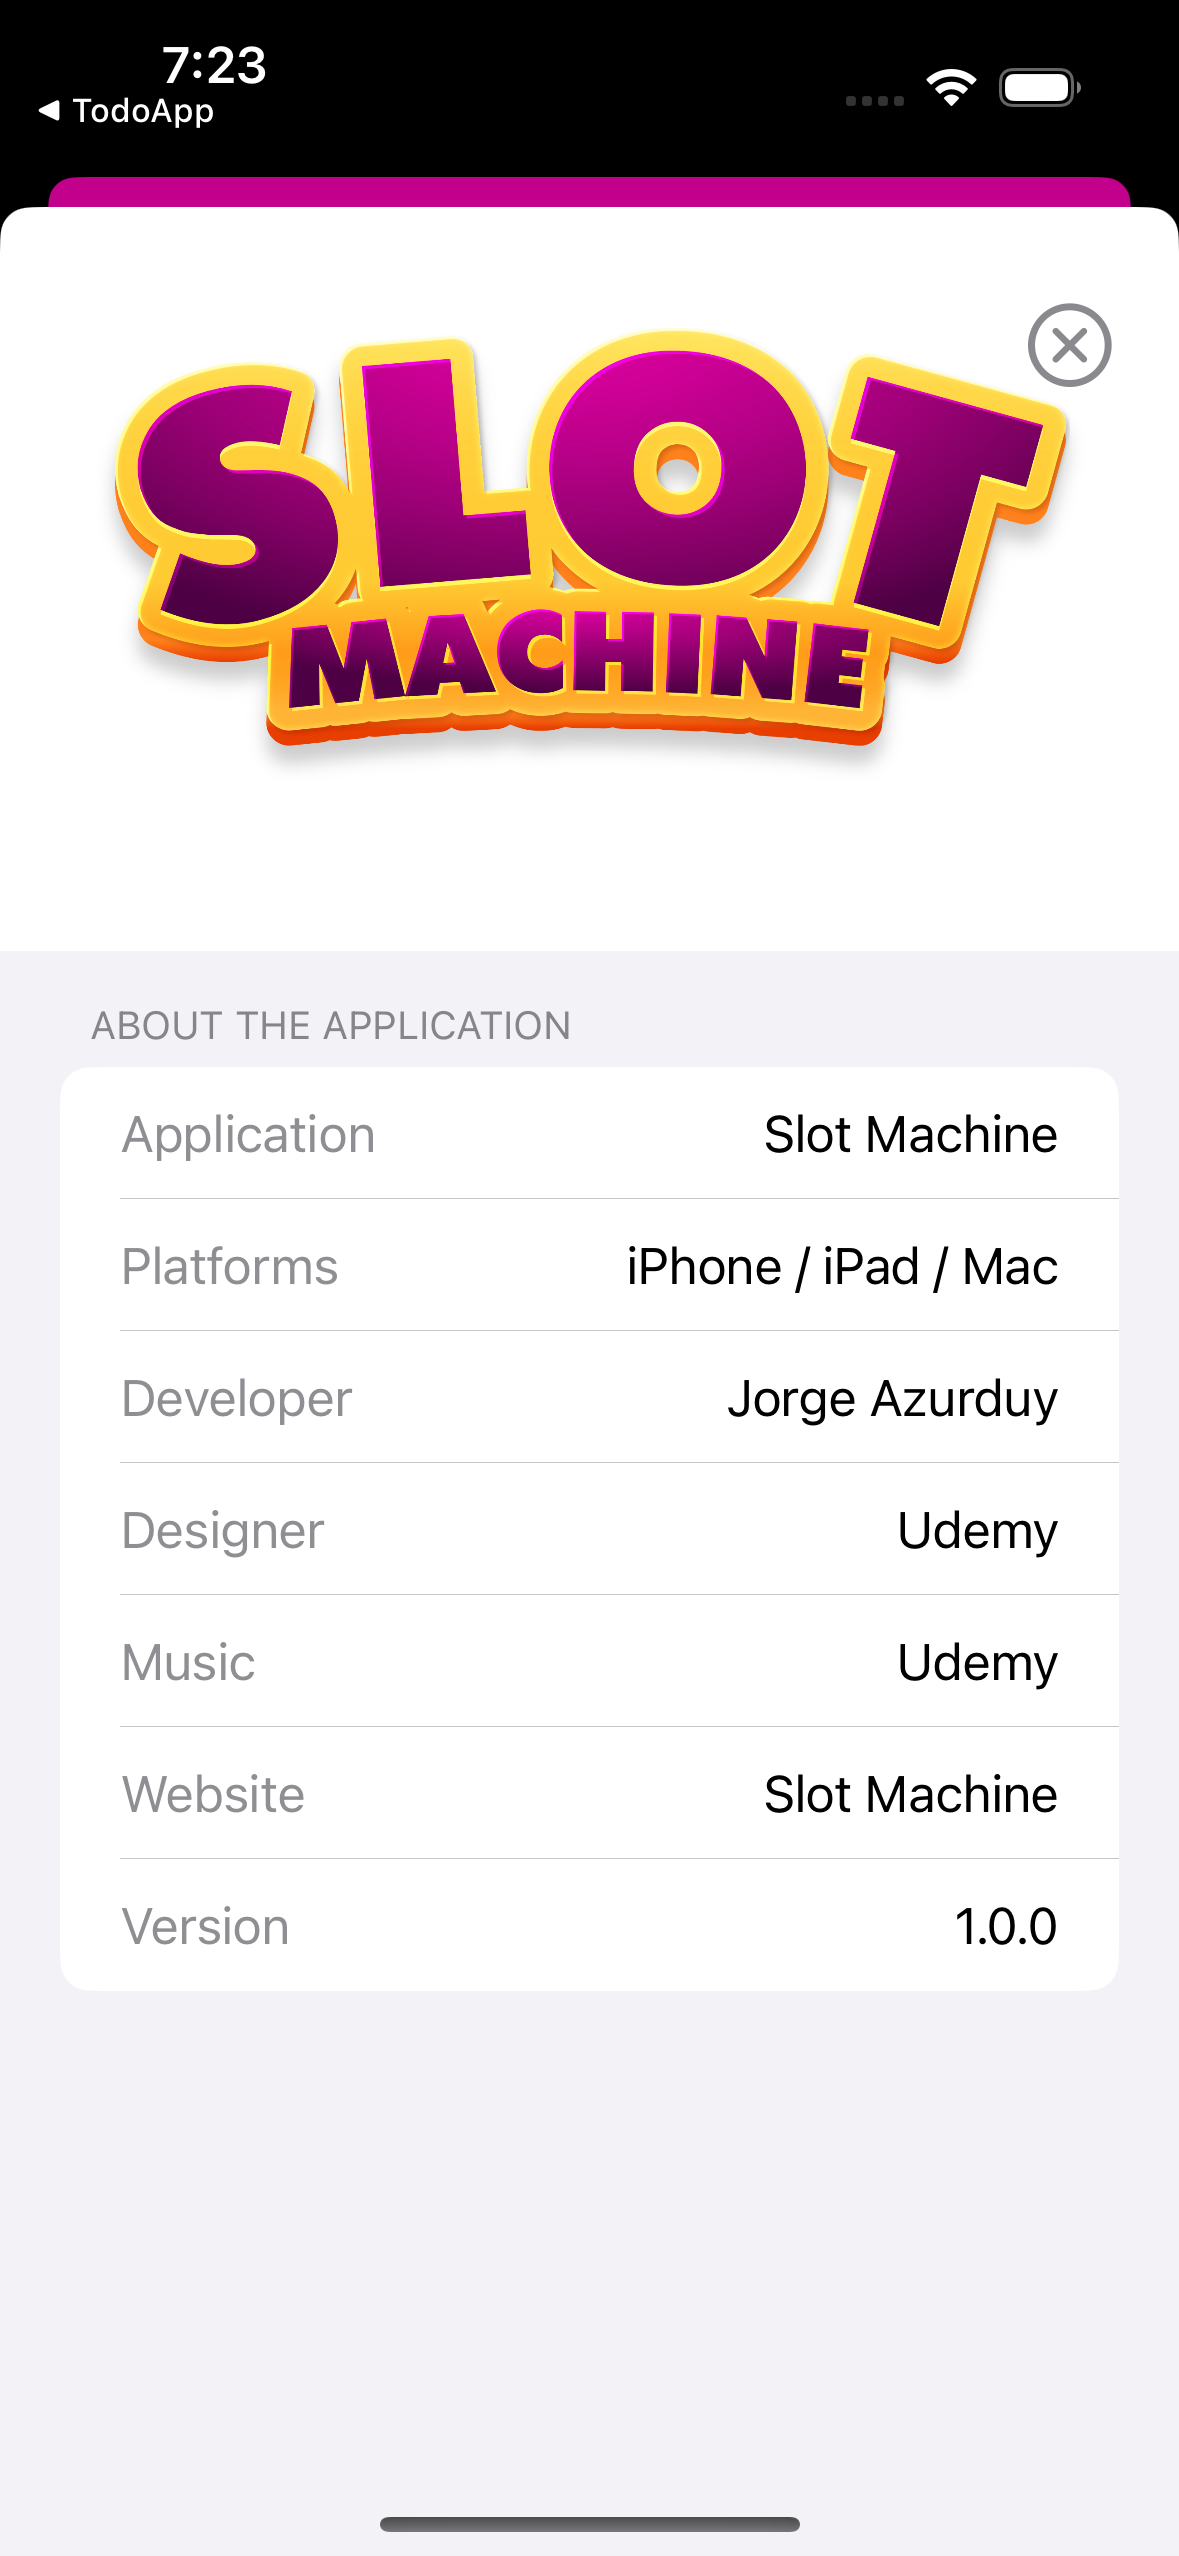 7:23
TodoApp
SLOT
MACHINE
ABOUT THE APPLICATION
Application Slot Machine
Platforms iPhone / iPad / Mac
Developer Jorge Azurduy
Designer Udemy
Music Udemy
Website Slot Machine
Version 1.0.0